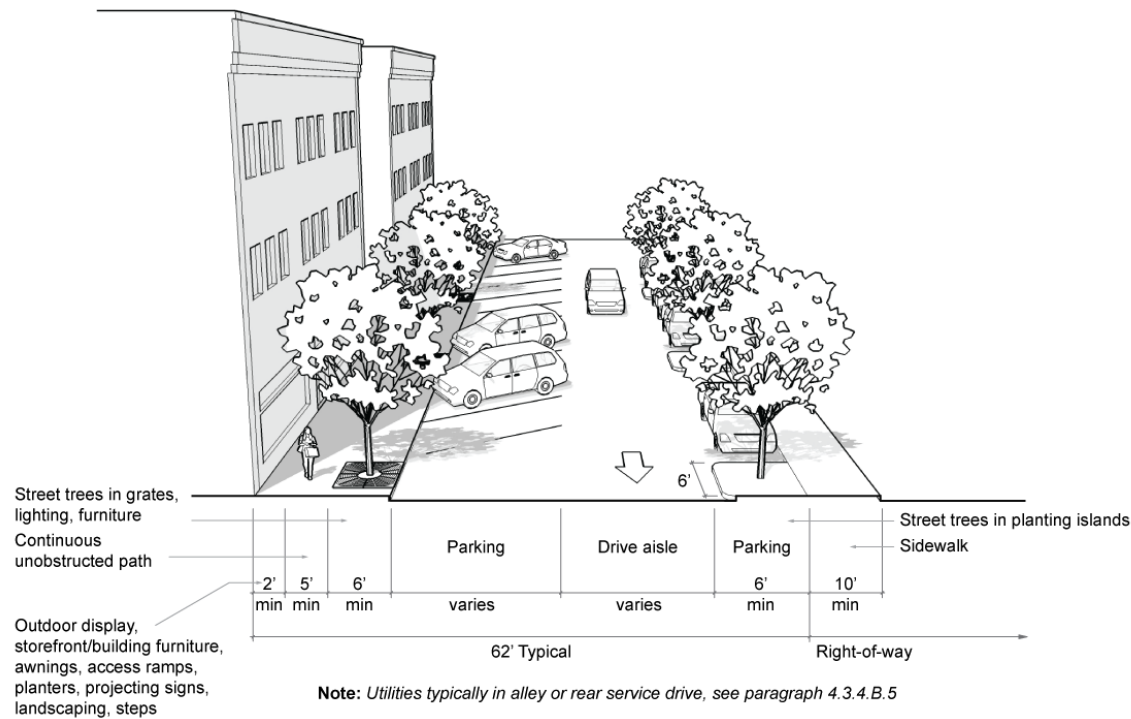 6’
Street trees in grates,
lighting, furniture
Continuous
unobstructed path
Parking
Drive aisle
Parking
Street trees in planting islands
Sidewalk
2’
min
5’
min
6’
min
varies
varies
6’
min
10’
min
Outdoor display,
storefront/building furniture,
awnings, access ramps,
planters, projecting signs,
landscaping, steps
62’ Typical
Right-of-way
Note: Utilities typically in alley or rear service drive, see paragraph 4.3.4.B.5